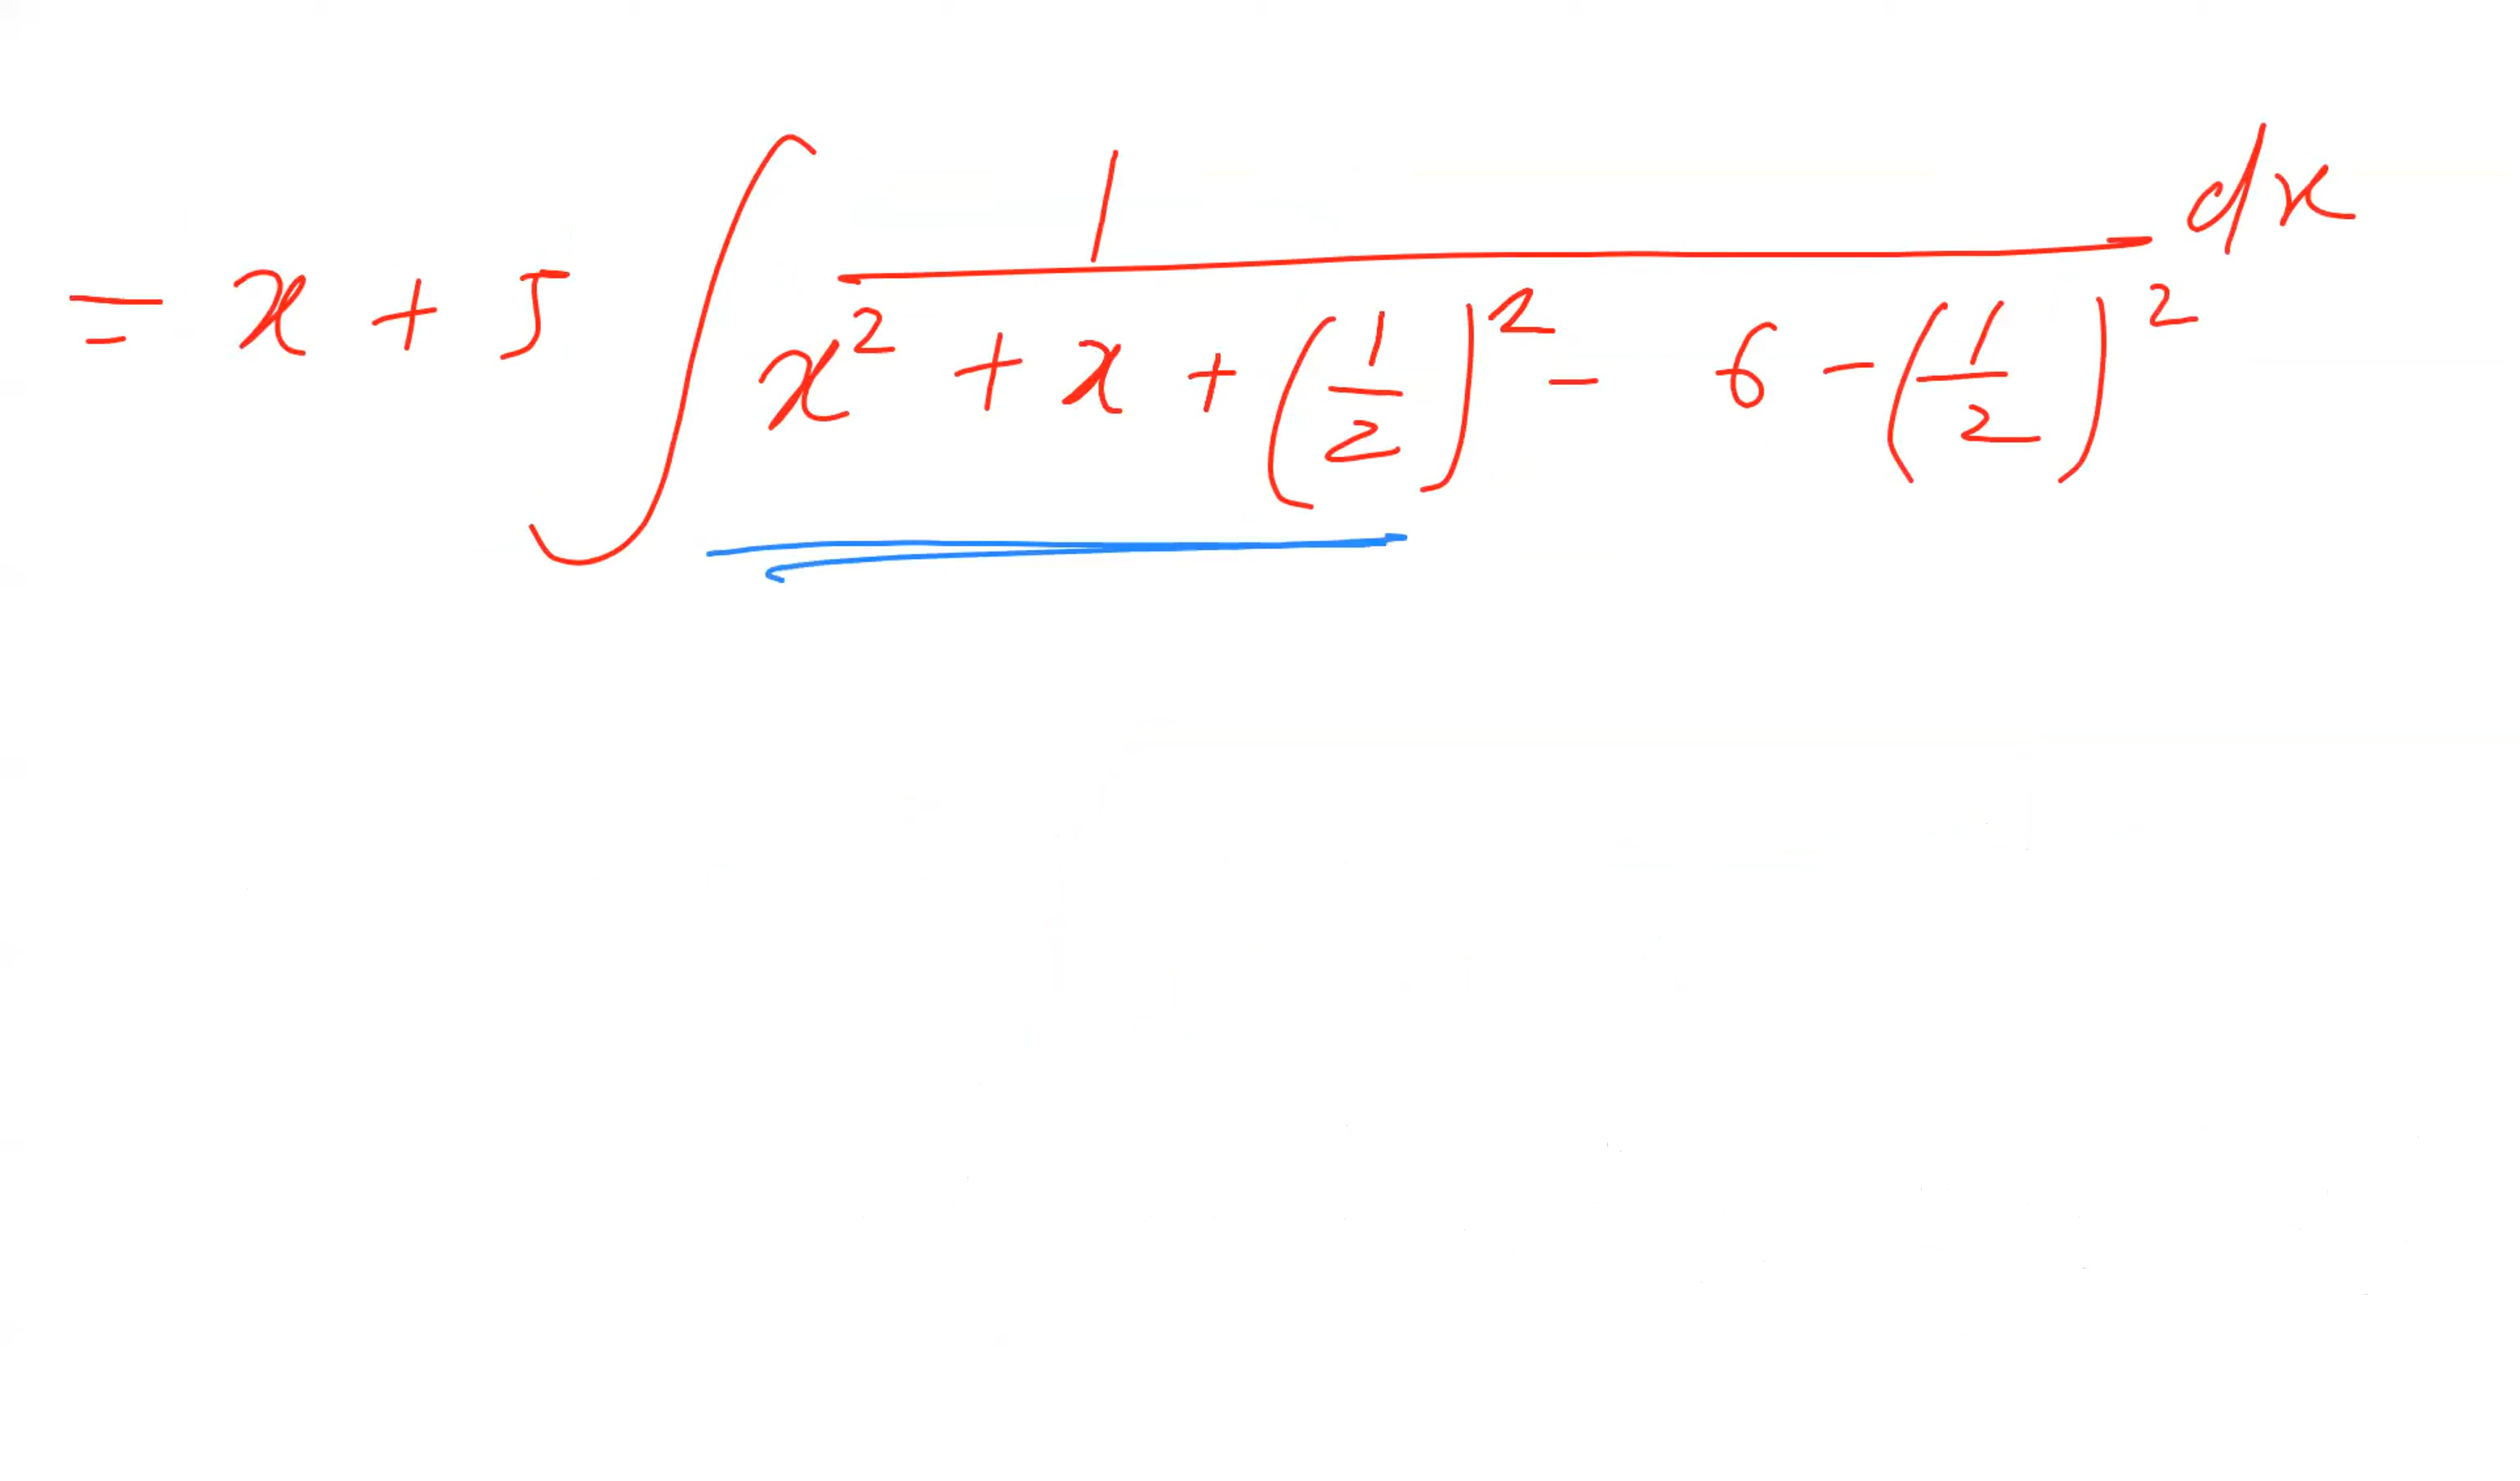 = x + 5 ∫ 1/(x² + x + (1/2)² - 6 - (1/2)²) dx